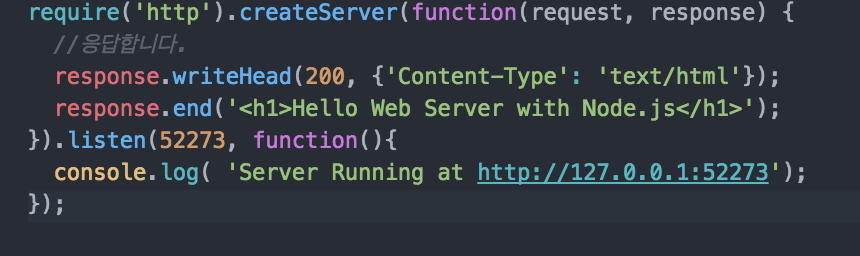 require('http').createServer(function(request, response) {
//응답합니다.
response.writeHead(200, {'Content-Type': 'text/html'});
response.end('<h1>Hello Web Server with Node.js</h1>');
}).listen(52273, function(){
console.log( 'Server Running at http://127.0.0.1:52273');
});